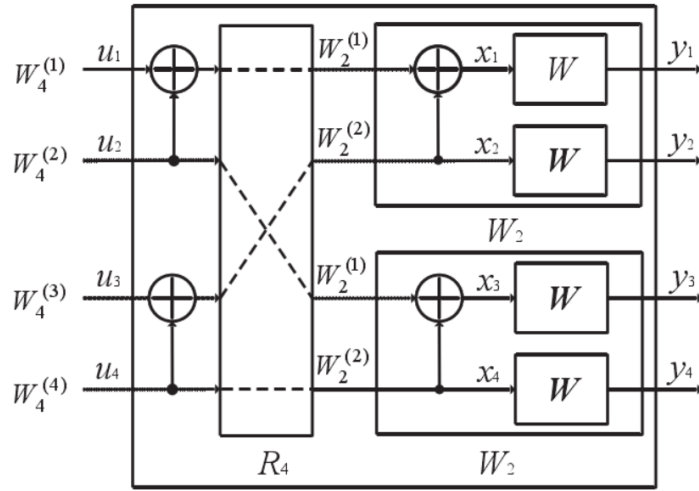 W₄⁽¹⁾ u₁ W₂⁽¹⁾ x₁ W y₁
W₄⁽²⁾ u₂ W₂⁽²⁾ x₂ W y₂
W₂
W₄⁽³⁾ u₃ W₂⁽¹⁾ x₃ W y₃
W₄⁽⁴⁾ u₄ W₂⁽²⁾ x₄ W y₄
R₄ W₂